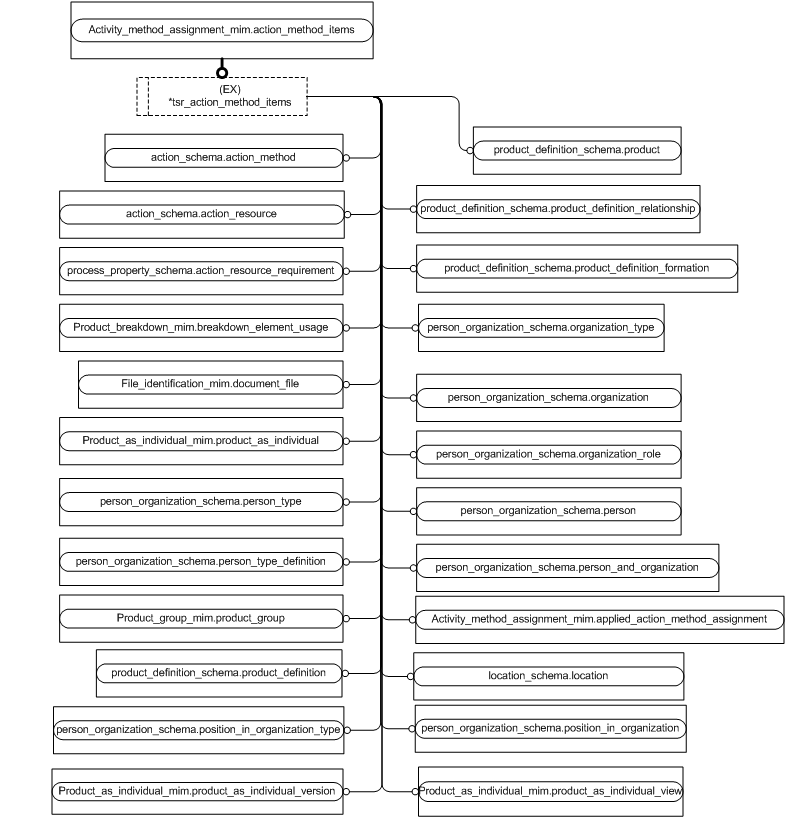 Activity_method_assignment_mim.action_method_items
(EX)
*tsr_action_method_items
product_definition_schema.product
action_schema.action_method
product_definition_schema.product_definition_relationship
action_schema.action_resource
product_definition_schema.product_definition_formation
process_property_schema.action_resource_requirement
Product_breakdown_mim.breakdown_element_usage
person_organization_schema.organization_type
File_identification_mim.document_file
person_organization_schema.organization
Product_as_individual_mim.product_as_individual
person_organization_schema.organization_role
person_organization_schema.person_type
person_organization_schema.person
person_organization_schema.person_type_definition
person_organization_schema.person_and_organization
Product_group_mim.product_group
Activity_method_assignment_mim.applied_action_method_assignment
product_definition_schema.product_definition
location_schema.location
person_organization_schema.position_in_organization_type
person_organization_schema.position_in_organization
Product_as_individual_mim.product_as_individual_version
Product_as_individual_mim.product_as_individual_view